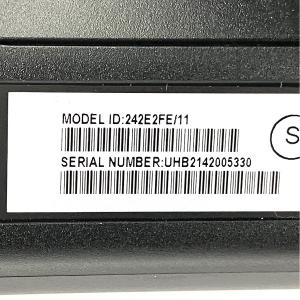 MODEL ID:242E2FE/11
SERIAL NUMBER:UHB2142005330
S